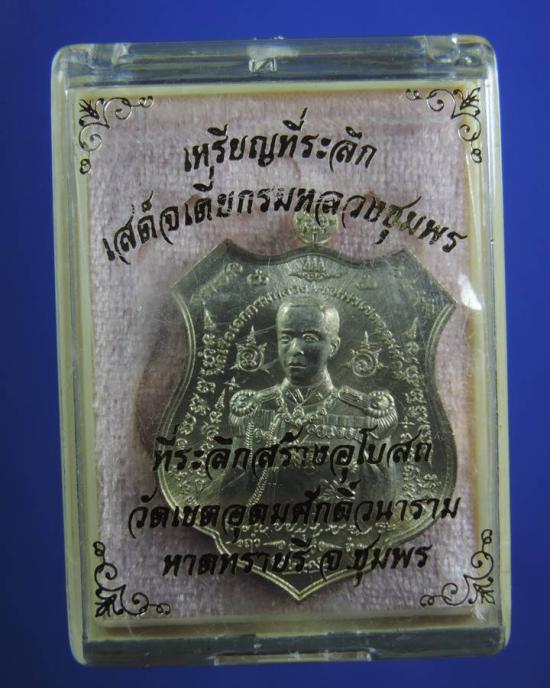 เหรียญที่ระลึก
เสด็จเตี่ยกรมหลวงชุมพร
ที่ระลึกสร้างอุโบสถ
วัดเขตอุดมศักดิ์วนาราม
หาดทรายรี จ.ชุมพร